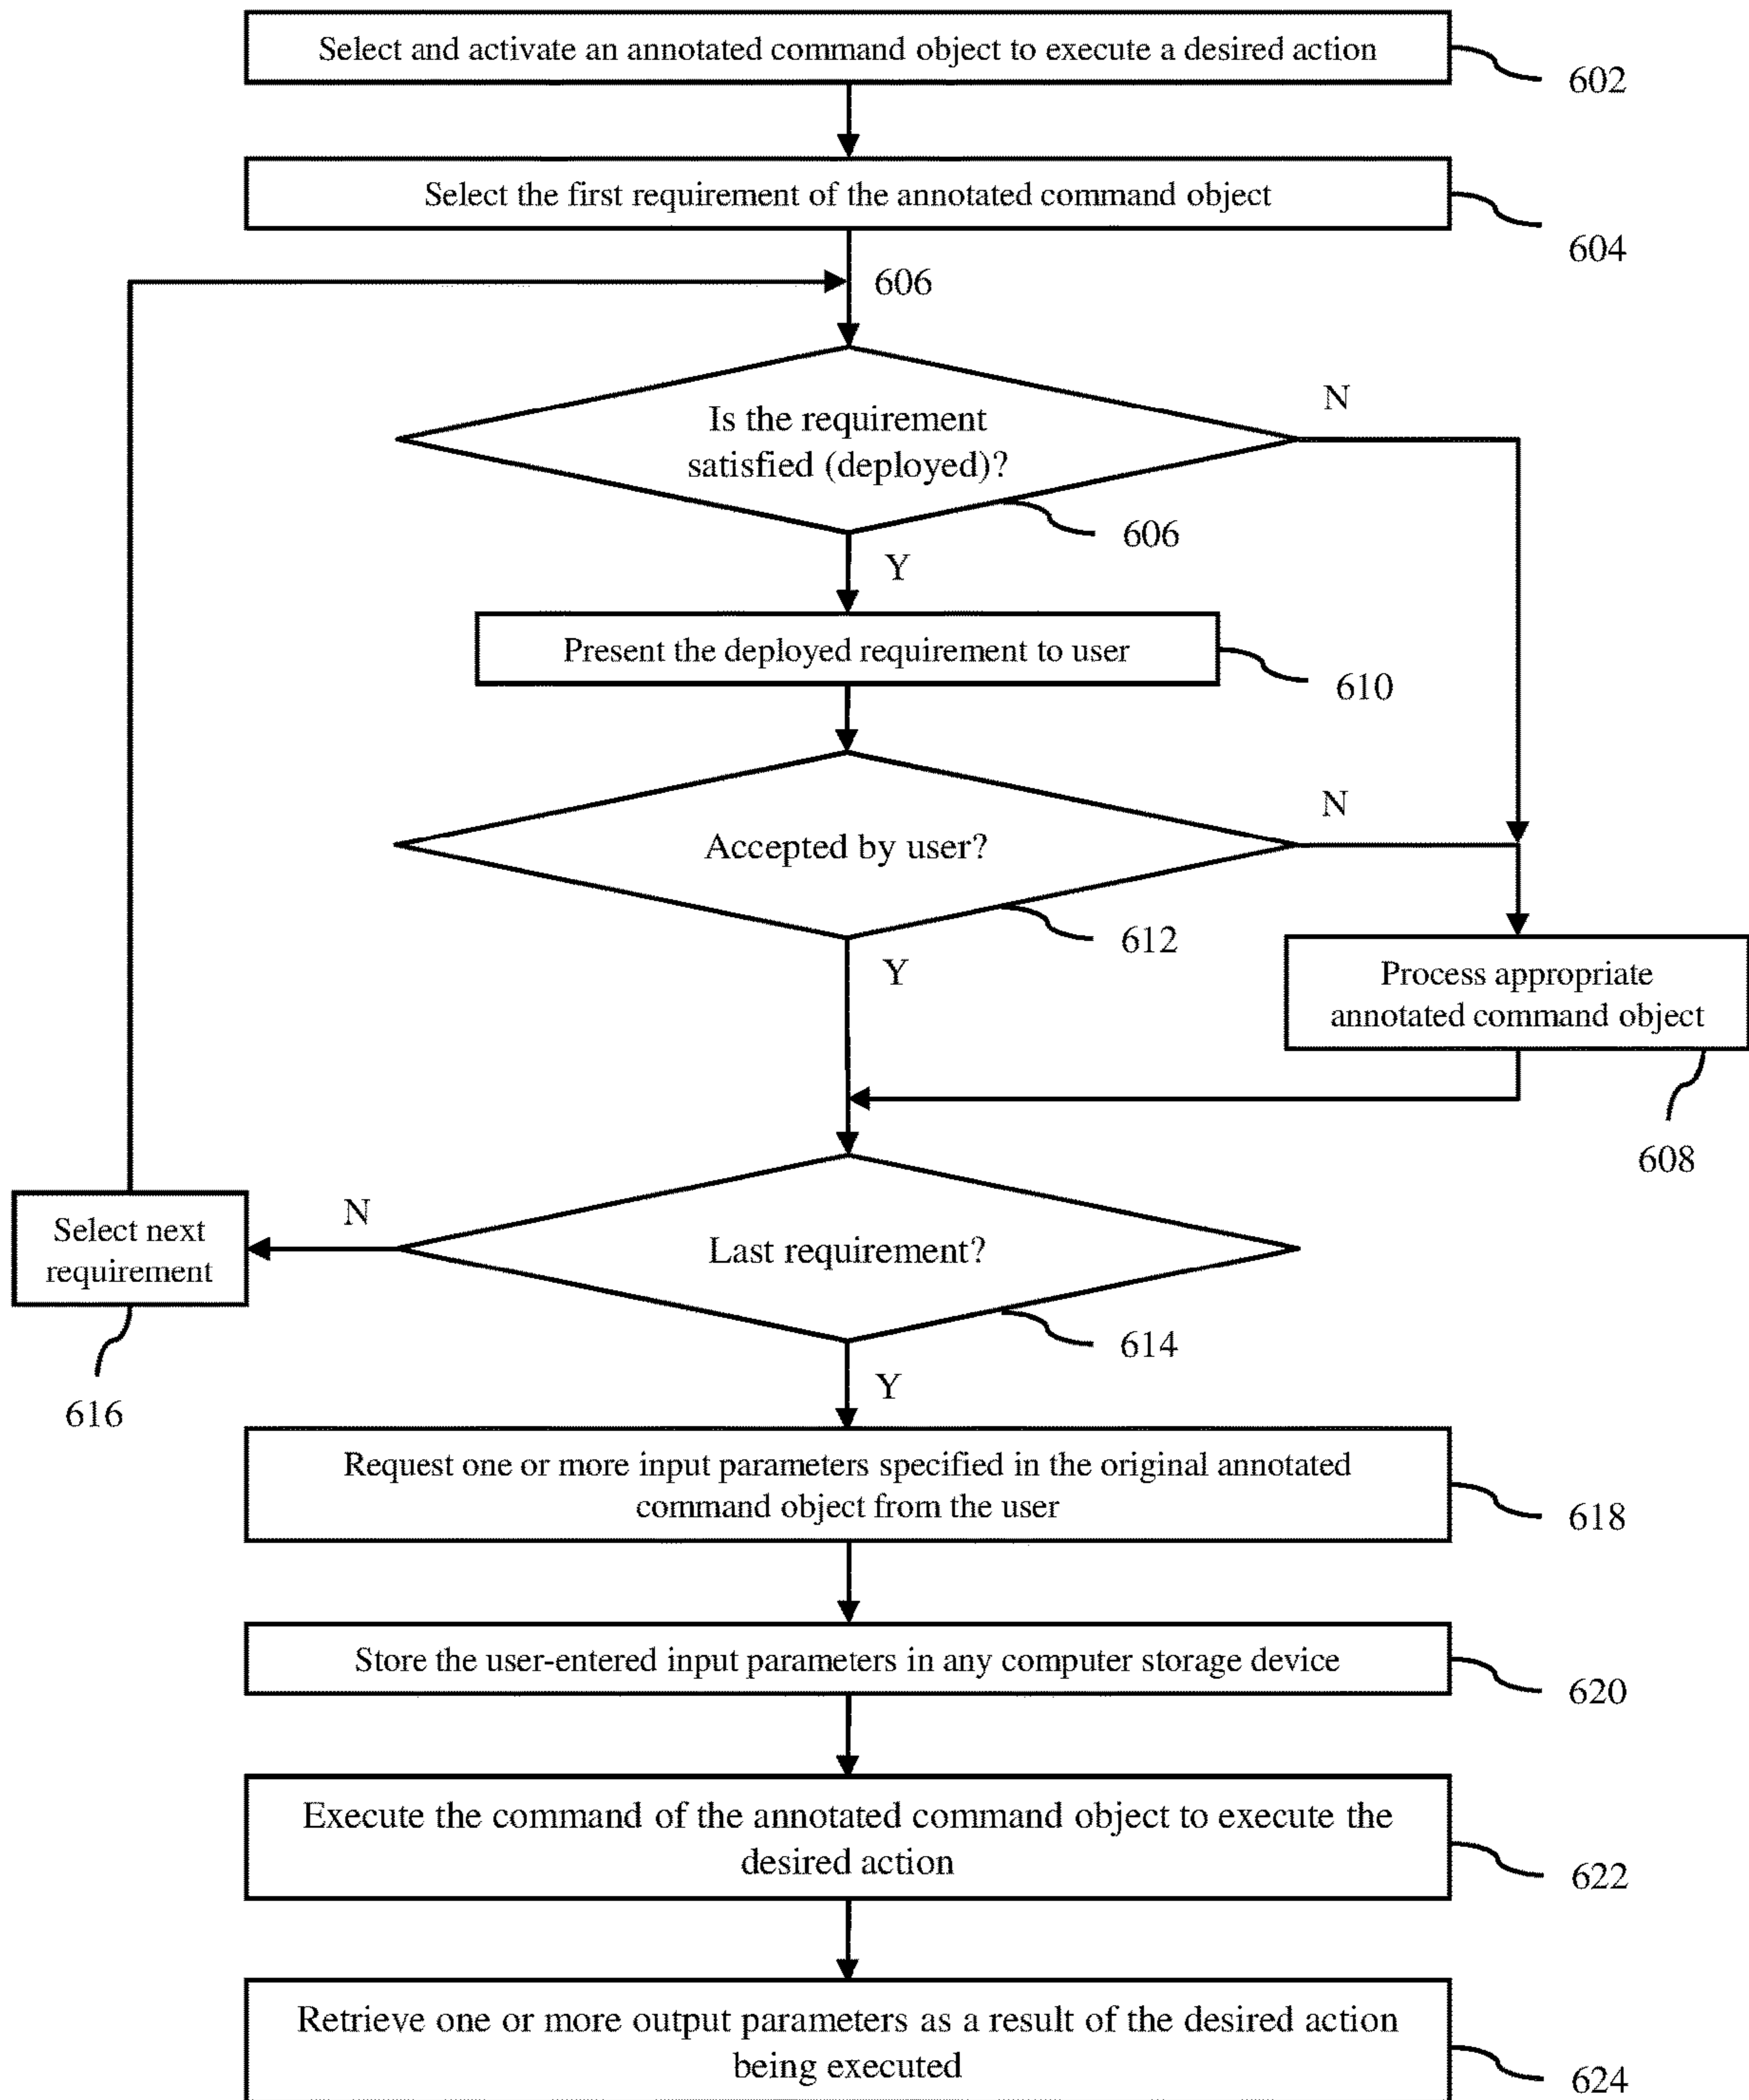 Select and activate an annotated command object to execute a desired action
602
Select the first requirement of the annotated command object
604
606
N
Is the requirement
satisfied (deployed)?
606
Y
Present the deployed requirement to user
610
N
Accepted by user?
612
Y
Process appropriate
annotated command object
608
N
Select next
requirement
Last requirement?
614
616
Y
Request one or more input parameters specified in the original annotated
command object from the user
618
Store the user-entered input parameters in any computer storage device
620
Execute the command of the annotated command object to execute the
desired action
622
Retrieve one or more output parameters as a result of the desired action
being executed
624